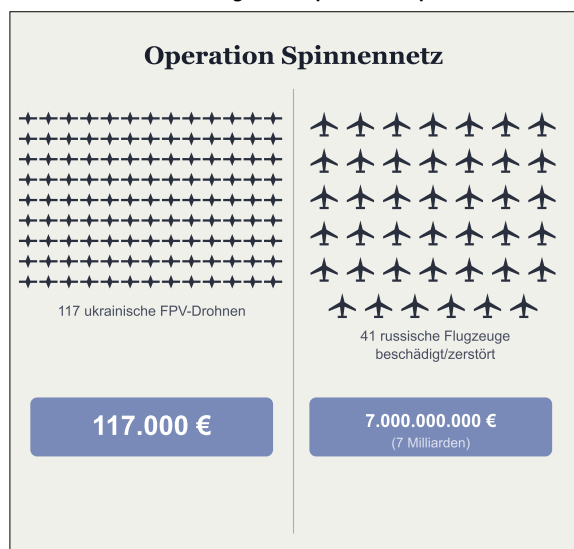 Operation Spinnennetz
117 ukrainische FPV-Drohnen
41 russische Flugzeuge
beschädigt/zerstört
117.000 €
7.000.000.000 €
(7 Milliarden)